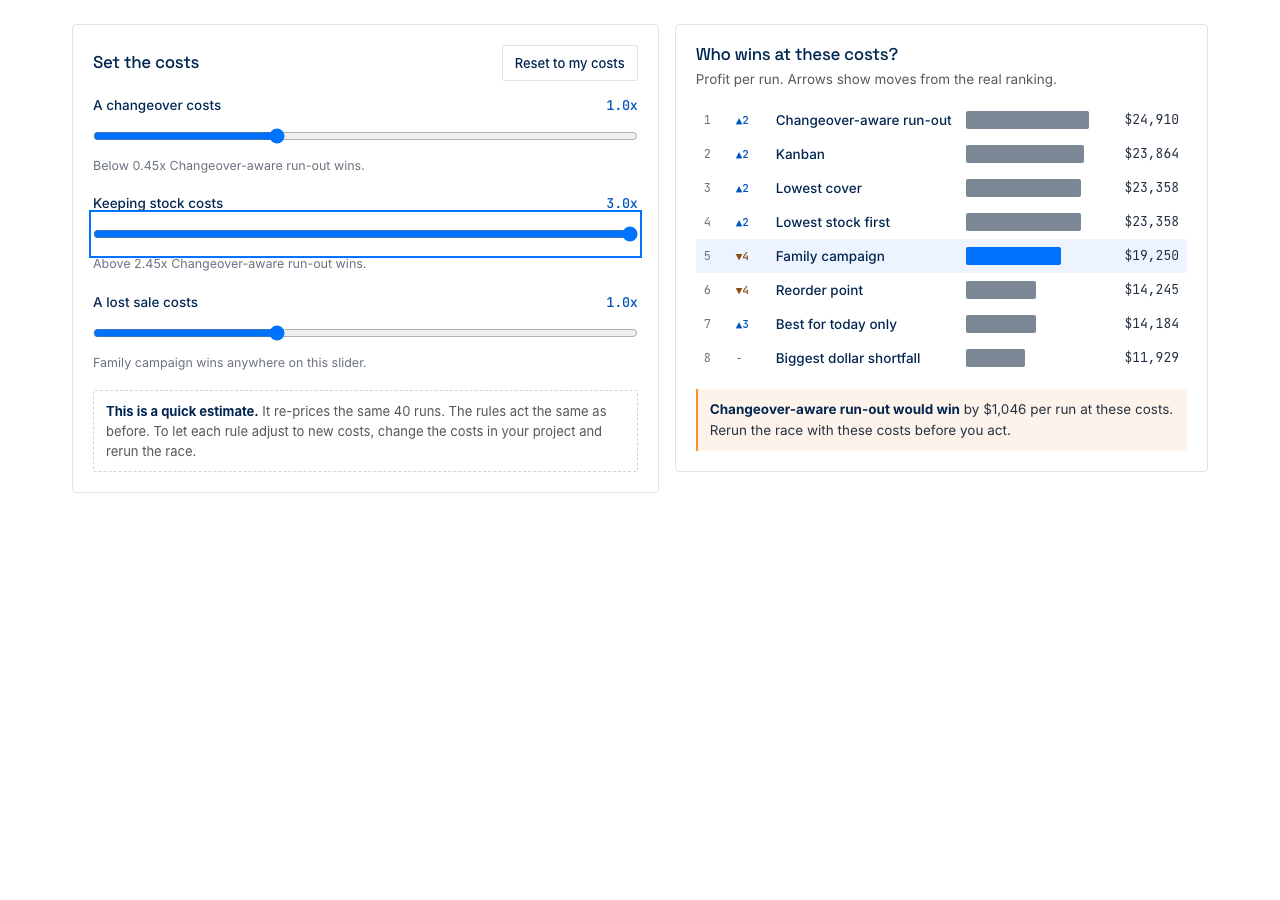 Set the costs
Reset to my costs
A changeover costs
1.0x
Below 0.45x Changeover-aware run-out wins.
Keeping stock costs
3.0x
Above 2.45x Changeover-aware run-out wins.
A lost sale costs
1.0x
Family campaign wins anywhere on this slider.
This is a quick estimate. It re-prices the same 40 runs. The rules act the same as
before. To let each rule adjust to new costs, change the costs in your project and
rerun the race.
Who wins at these costs?
Profit per run. Arrows show moves from the real ranking.
1 ▲2 Changeover-aware run-out $24,910
2 ▲2 Kanban $23,864
3 ▲2 Lowest cover $23,358
4 ▲2 Lowest stock first $23,358
5 ▼4 Family campaign $19,250
6 ▼4 Reorder point $14,245
7 ▲3 Best for today only $14,184
8 - Biggest dollar shortfall $11,929
Changeover-aware run-out would win by $1,046 per run at these costs.
Rerun the race with these costs before you act.